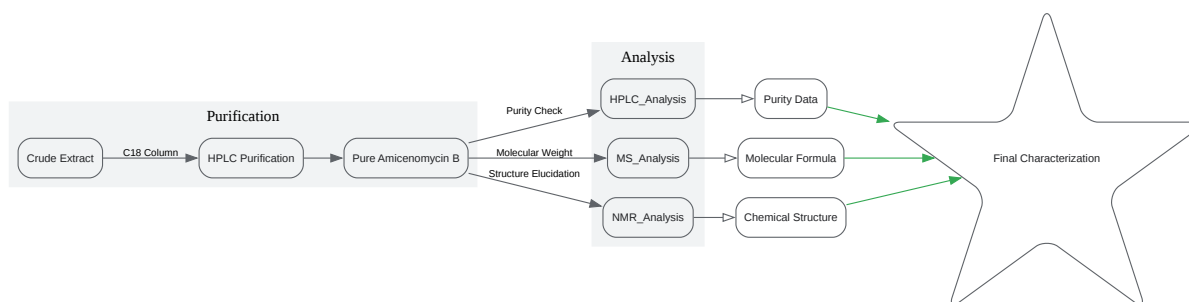 Purification
Crude Extract
C18 Column
HPLC Purification
Pure Amicenomycin B
Purity Check
Molecular Weight
Structure Elucidation
Analysis
HPLC_Analysis
MS_Analysis
NMR_Analysis
Purity Data
Molecular Formula
Chemical Structure
Final Characterization